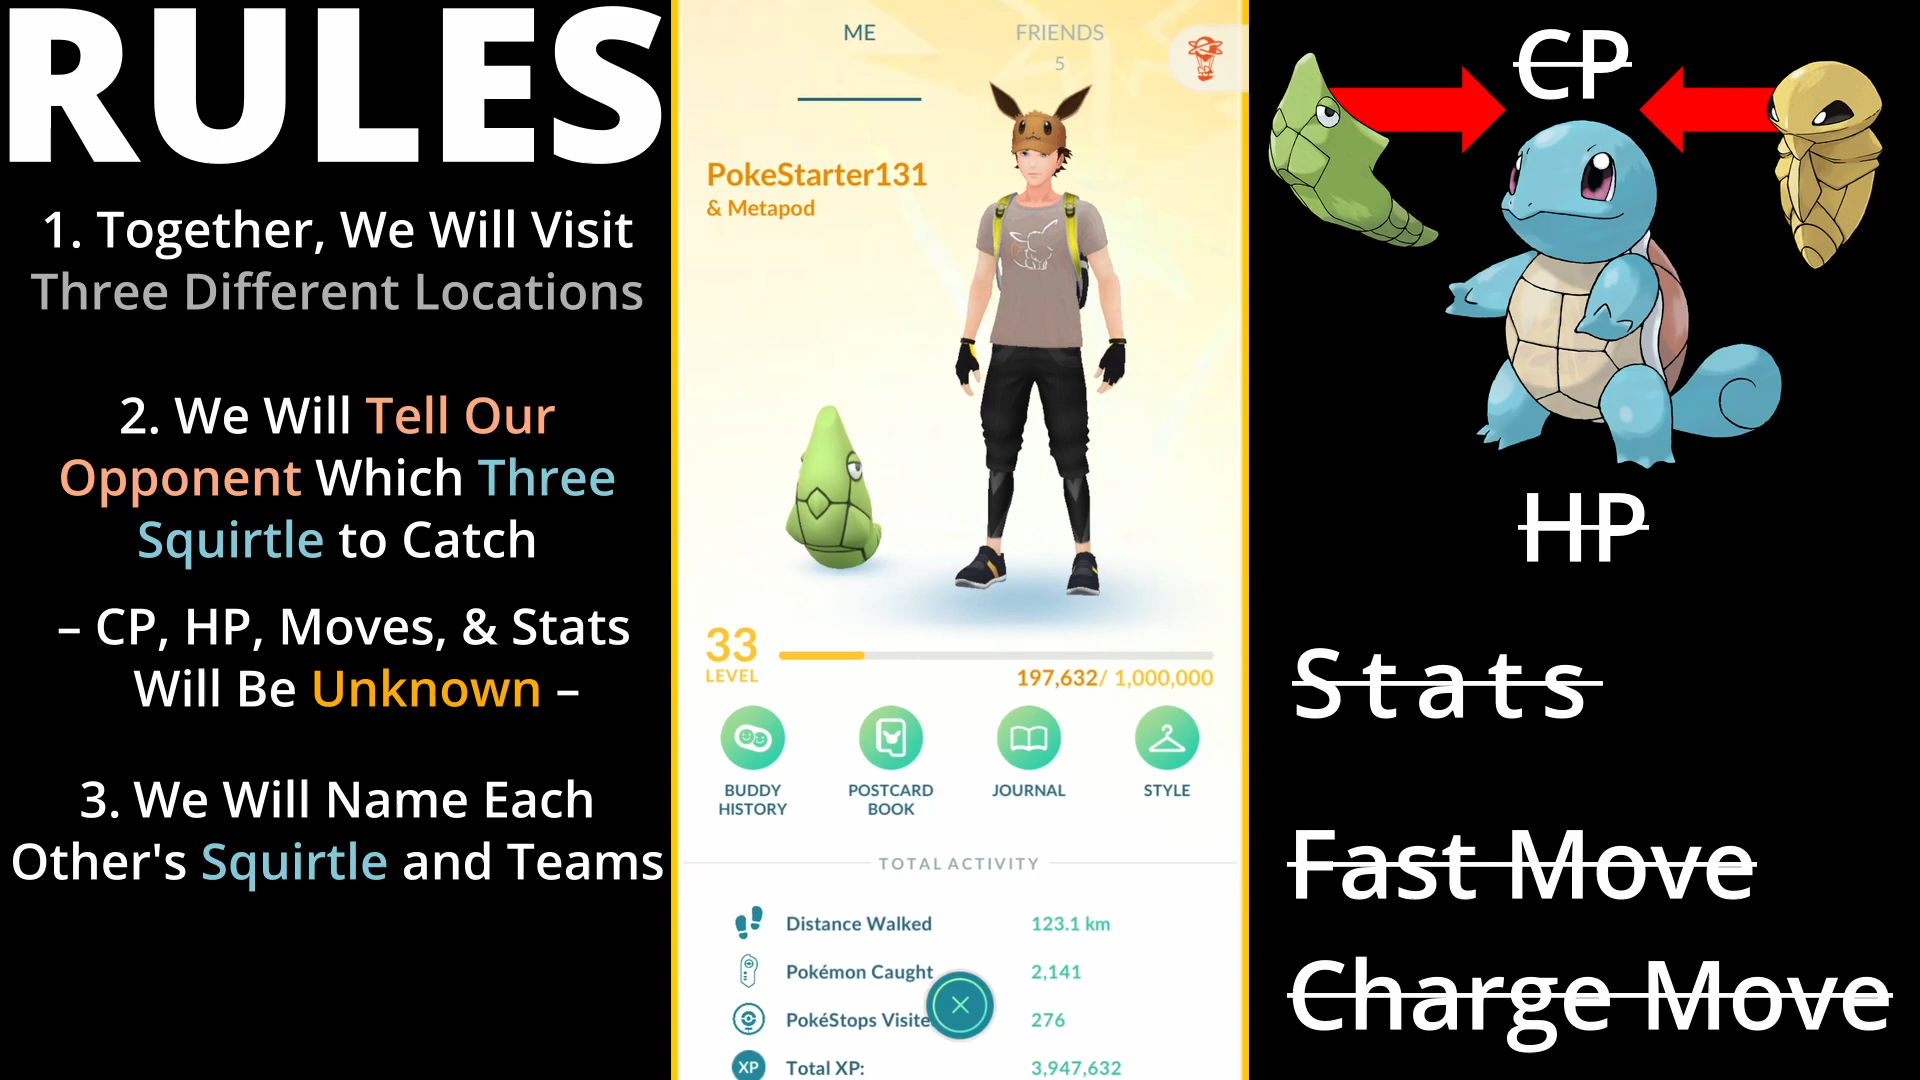 RULES
1. Together, We Will Visit
Three Different Locations
2. We Will Tell Our
Opponent Which Three
Squirtle to Catch
– CP, HP, Moves, & Stats
Will Be Unknown –
3. We Will Name Each
Other's Squirtle and Teams
ME
FRIENDS
5
PokeStarter131
& Metapod
33
LEVEL
197,632/ 1,000,000
BUDDY
HISTORY
POSTCARD
BOOK
JOURNAL
STYLE
TOTAL ACTIVITY
Distance Walked 123.1 km
Pokémon Caught 2,141
PokéStops Visite 276
XP Total XP: 3,947,632
CP
HP
Stats
Fast Move
Charge Move